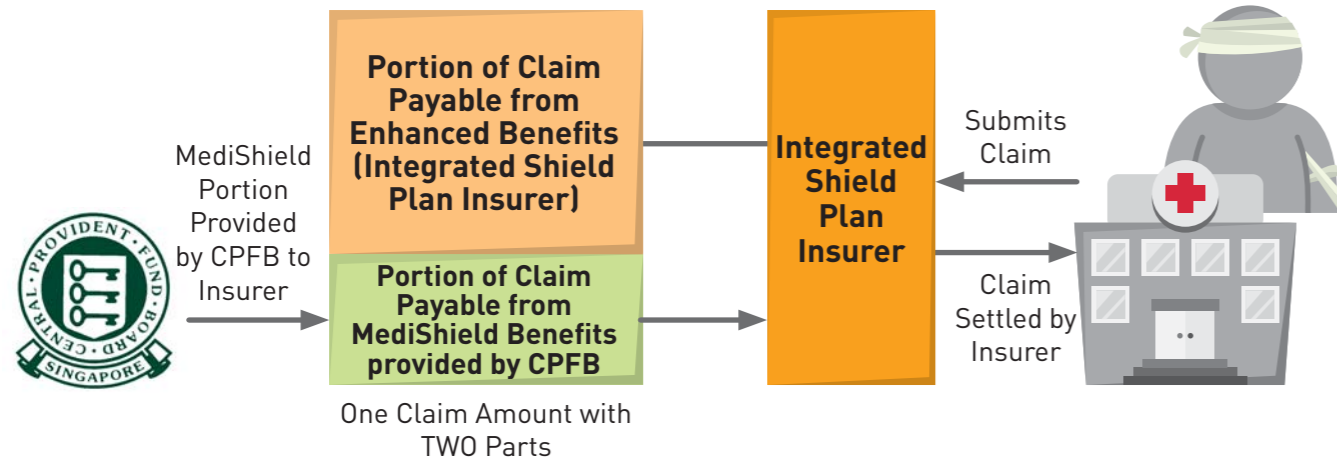 CENTRAL · PROVIDENT · FUND · BOARD
SINGAPORE
MediShield
Portion
Provided
by CPFB to
Insurer
Portion of Claim
Payable from
Enhanced Benefits
(Integrated Shield
Plan Insurer)
Portion of Claim
Payable from
MediShield Benefits
provided by CPFB
One Claim Amount with
TWO Parts
Integrated
Shield
Plan
Insurer
Submits
Claim
Claim
Settled by
Insurer